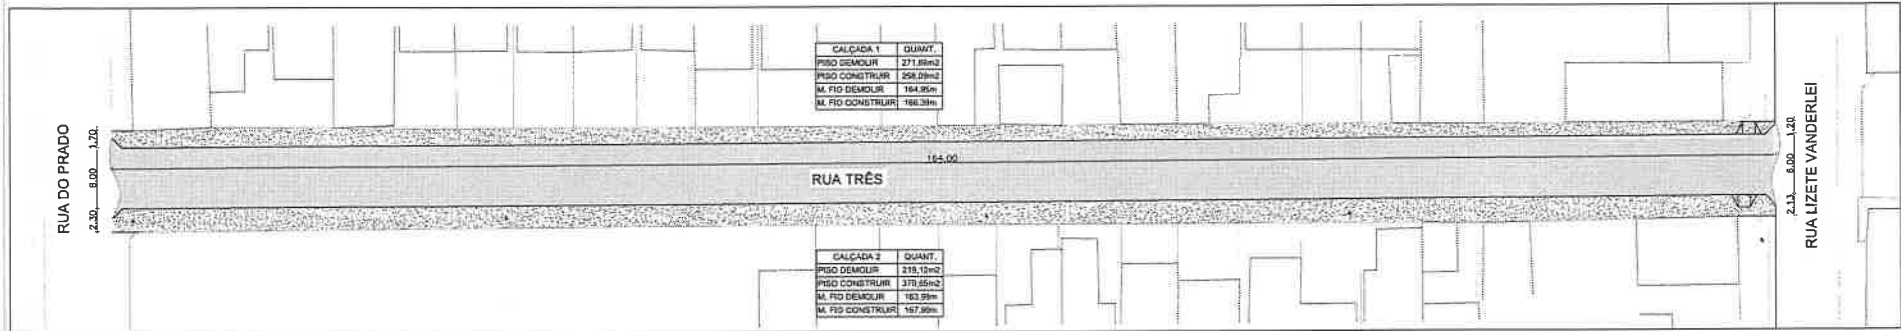 CALÇADA 1 QUANT.
PISO DEMOLIR 271,69m2
PISO CONSTRUIR 258,09m2
M. FIO DEMOLIR 164,95m
M. FIO CONSTRUIR 166,39m
RUA DO PRADO
1,70
8,00
2,30
164,00
RUA TRÊS
1,20
6,00
2,13
RUA LIZETE VANDERLEI
CALÇADA 2 QUANT.
PISO DEMOLIR 219,12m2
PISO CONSTRUIR 370,65m2
M. FIO DEMOLIR 163,99m
M. FIO CONSTRUIR 167,99m